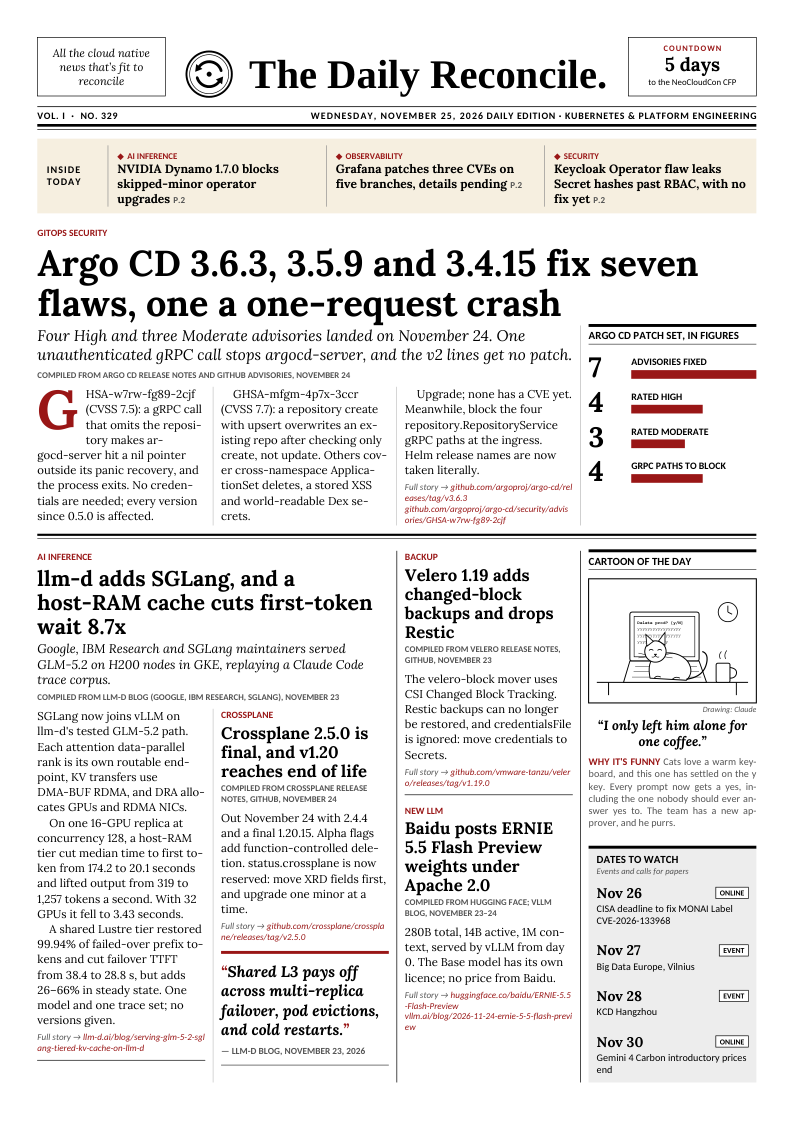 All the cloud native
news that's fit to
reconcile
The Daily Reconcile.
COUNTDOWN
5 days
to the NeoCloudCon CFP
VOL. I · NO. 329
WEDNESDAY, NOVEMBER 25, 2026 DAILY EDITION · KUBERNETES & PLATFORM ENGINEERING
INSIDE
TODAY
◆ AI INFERENCE
NVIDIA Dynamo 1.7.0 blocks
skipped-minor operator
upgrades P.2
◆ OBSERVABILITY
Grafana patches three CVEs on
five branches, details pending P.2
◆ SECURITY
Keycloak Operator flaw leaks
Secret hashes past RBAC, with no
fix yet P.2
GITOPS SECURITY
Argo CD 3.6.3, 3.5.9 and 3.4.15 fix seven
flaws, one a one-request crash
Four High and three Moderate advisories landed on November 24. One
unauthenticated gRPC call stops argocd-server, and the v2 lines get no patch.
COMPILED FROM ARGO CD RELEASE NOTES AND GITHUB ADVISORIES, NOVEMBER 24
GHSA-w7rw-fg89-2cjf
(CVSS 7.5): a gRPC call
that omits the reposi-
tory makes ar-
gocd-server hit a nil pointer
outside its panic recovery, and
the process exits. No creden-
tials are needed; every version
since 0.5.0 is affected.
GHSA-mfgm-4p7x-3ccr
(CVSS 7.7): a repository create
with upsert overwrites an ex-
isting repo after checking only
create, not update. Others cov-
er cross-namespace Applica-
tionSet deletes, a stored XSS
and world-readable Dex se-
crets.
Upgrade; none has a CVE yet.
Meanwhile, block the four
repository.RepositoryService
gRPC paths at the ingress.
Helm release names are now
taken literally.
Full story → github.com/argoproj/argo-cd/rel
eases/tag/v3.6.3
github.com/argoproj/argo-cd/security/advis
ories/GHSA-w7rw-fg89-2cjf
ARGO CD PATCH SET, IN FIGURES
7 ADVISORIES FIXED
4 RATED HIGH
3 RATED MODERATE
4 GRPC PATHS TO BLOCK
AI INFERENCE
llm-d adds SGLang, and a
host-RAM cache cuts first-token
wait 8.7x
Google, IBM Research and SGLang maintainers served
GLM-5.2 on H200 nodes in GKE, replaying a Claude Code
trace corpus.
COMPILED FROM LLM-D BLOG (GOOGLE, IBM RESEARCH, SGLANG), NOVEMBER 23
SGLang now joins vLLM on
llm-d's tested GLM-5.2 path.
Each attention data-parallel
rank is its own routable end-
point, KV transfers use
DMA-BUF RDMA, and DRA allo-
cates GPUs and RDMA NICs.
On one 16-GPU replica at
concurrency 128, a host-RAM
tier cut median time to first to-
ken from 174.2 to 20.1 seconds
and lifted output from 319 to
1,257 tokens a second. With 32
GPUs it fell to 3.43 seconds.
A shared Lustre tier restored
99.94% of failed-over prefix to-
kens and cut failover TTFT
from 38.4 to 28.8 s, but adds
26–66% in steady state. One
model and one trace set; no
versions given.
Full story → llm-d.ai/blog/serving-glm-5-2-sgl
ang-tiered-kv-cache-on-llm-d
CROSSPLANE
Crossplane 2.5.0 is
final, and v1.20
reaches end of life
COMPILED FROM CROSSPLANE RELEASE
NOTES, GITHUB, NOVEMBER 24
Out November 24 with 2.4.4
and a final 1.20.15. Alpha flags
add function-controlled dele-
tion. status.crossplane is now
reserved: move XRD fields first,
and upgrade one minor at a
time.
Full story → github.com/crossplane/crosspla
ne/releases/tag/v2.5.0
“Shared L3 pays off
across multi-replica
failover, pod evictions,
and cold restarts.”
— LLM-D BLOG, NOVEMBER 23, 2026
BACKUP
Velero 1.19 adds
changed-block
backups and drops
Restic
COMPILED FROM VELERO RELEASE NOTES,
GITHUB, NOVEMBER 23
The velero-block mover uses
CSI Changed Block Tracking.
Restic backups can no longer
be restored, and credentialsFile
is ignored: move credentials to
Secrets.
Full story → github.com/vmware-tanzu/veler
o/releases/tag/v1.19.0
NEW LLM
Baidu posts ERNIE
5.5 Flash Preview
weights under
Apache 2.0
COMPILED FROM HUGGING FACE; VLLM
BLOG, NOVEMBER 23–24
280B total, 14B active, 1M con-
text, served by vLLM from day
0. The Base model has its own
licence; no price from Baidu.
Full story → huggingface.co/baidu/ERNIE-5.5
-Flash-Preview
vllm.ai/blog/2026-11-24-ernie-5-5-flash-previ
ew
CARTOON OF THE DAY
Delete prod? [y/N]
Drawing: Claude
“I only left him alone for
one coffee.”
WHY IT'S FUNNY Cats love a warm key-
board, and this one has settled on the y
key. Every prompt now gets a yes, in-
cluding the one nobody should ever an-
swer yes to. The team has a new ap-
prover, and he purrs.
DATES TO WATCH
Events and calls for papers
Nov 26 ONLINE
CISA deadline to fix MONAI Label
CVE-2026-133968
Nov 27 EVENT
Big Data Europe, Vilnius
Nov 28 EVENT
KCD Hangzhou
Nov 30 ONLINE
Gemini 4 Carbon introductory prices
end